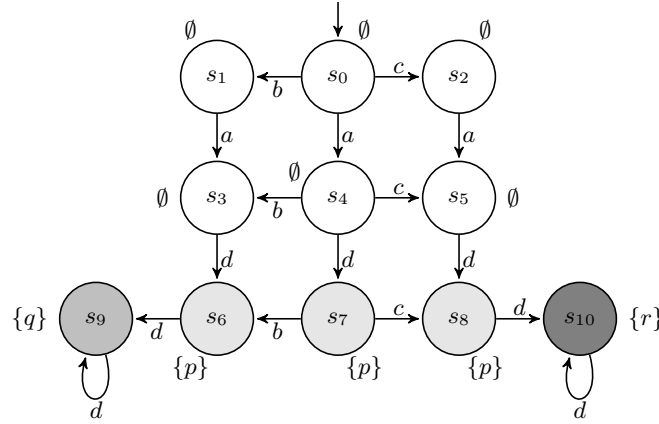 ∅ ∅ ∅
s₁ b s₀ c s₂
a a a
∅ s₃ b ∅ s₄ c s₅ ∅
d d d
{q} s₉ d s₆ b s₇ c s₈ d s₁₀ {r}
{p} {p} {p}
d d